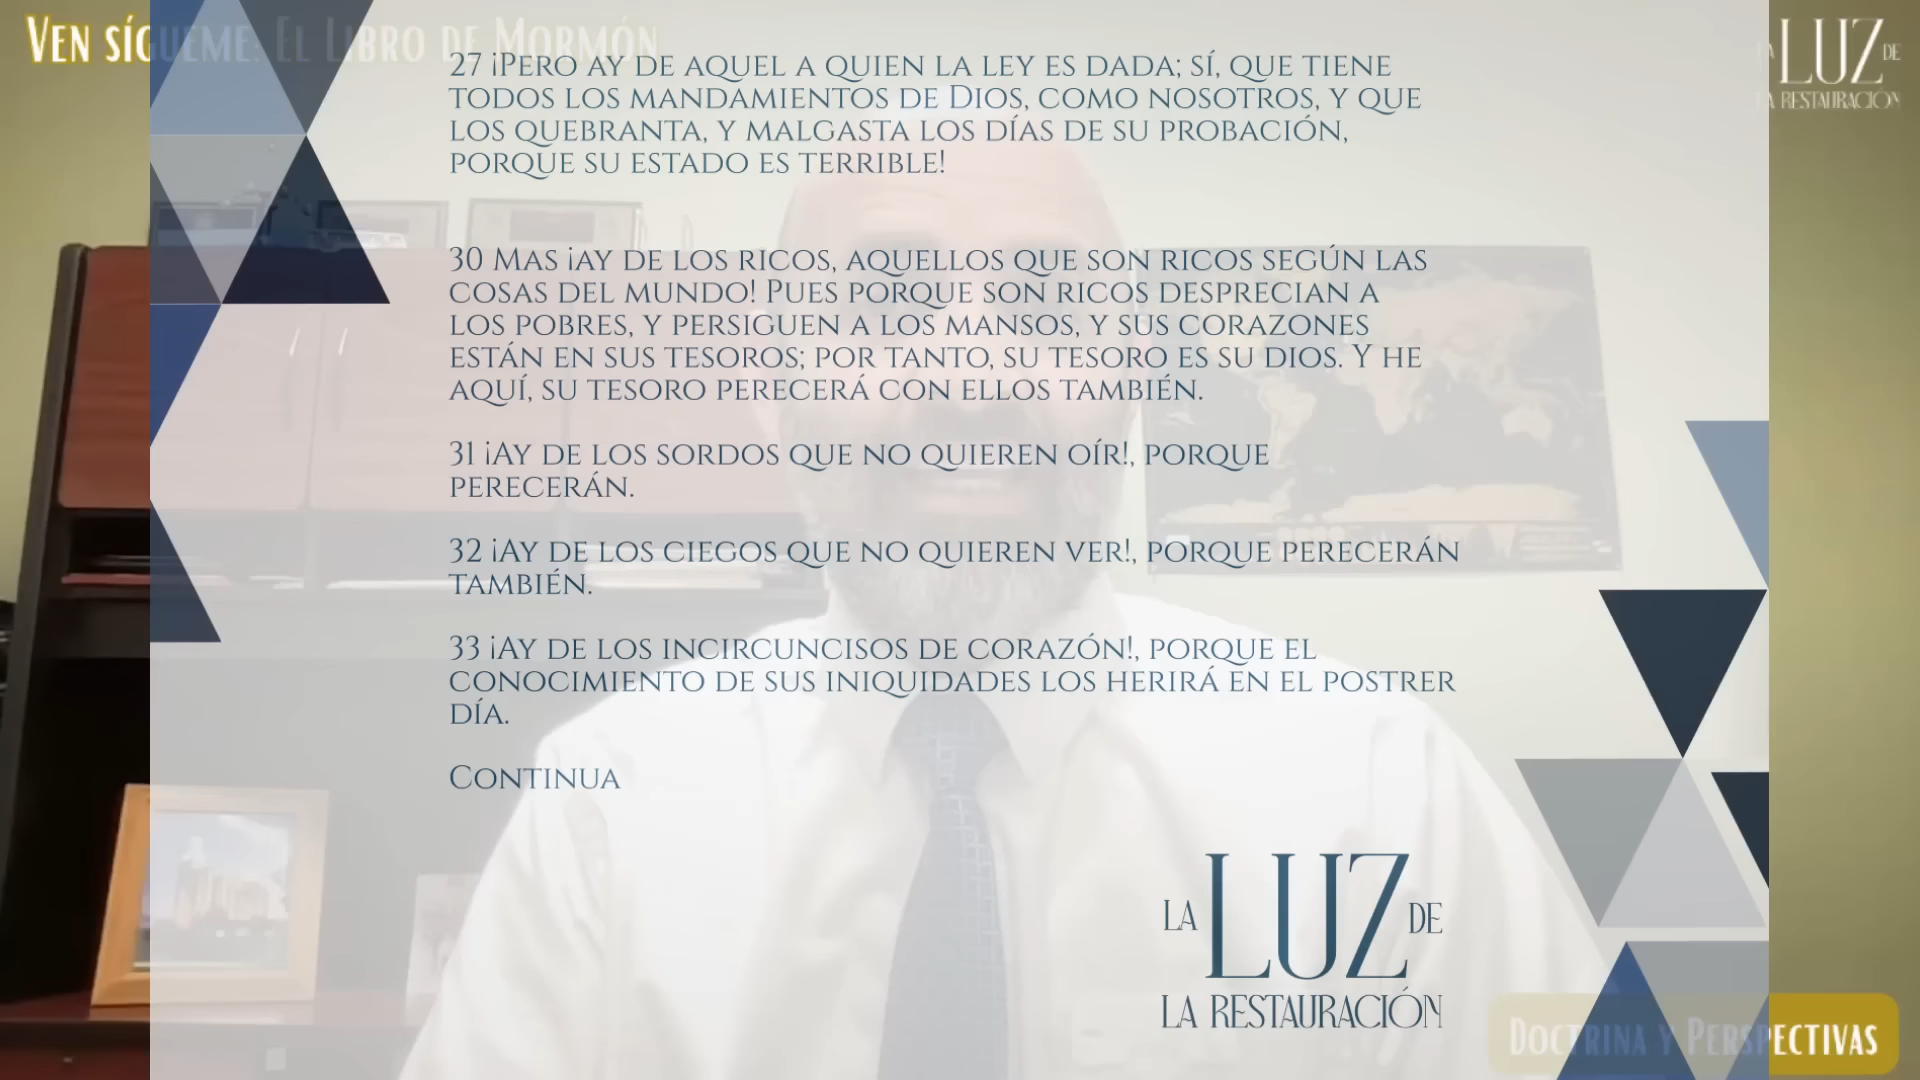 Ven sígueme: El Libro de Mormón
LA LUZ DE
LA RESTAURACIÓN
27 ¡Pero ay de aquel a quien la ley es dada; sí, que tiene
todos los mandamientos de Dios, como nosotros, y que
los quebranta, y malgasta los días de su probación,
porque su estado es terrible!
30 Mas ¡ay de los ricos, aquellos que son ricos según las
cosas del mundo! Pues porque son ricos desprecian a
los pobres, y persiguen a los mansos, y sus corazones
están en sus tesoros; por tanto, su tesoro es su dios. Y he
aquí, su tesoro perecerá con ellos también.
31 ¡Ay de los sordos que no quieren oír!, porque
perecerán.
32 ¡Ay de los ciegos que no quieren ver!, porque perecerán
también.
33 ¡Ay de los incircuncisos de corazón!, porque el
conocimiento de sus iniquidades los herirá en el postrer
día.
Continua
LA LUZ DE
LA RESTAURACIÓN
Doctrina y Perspectivas